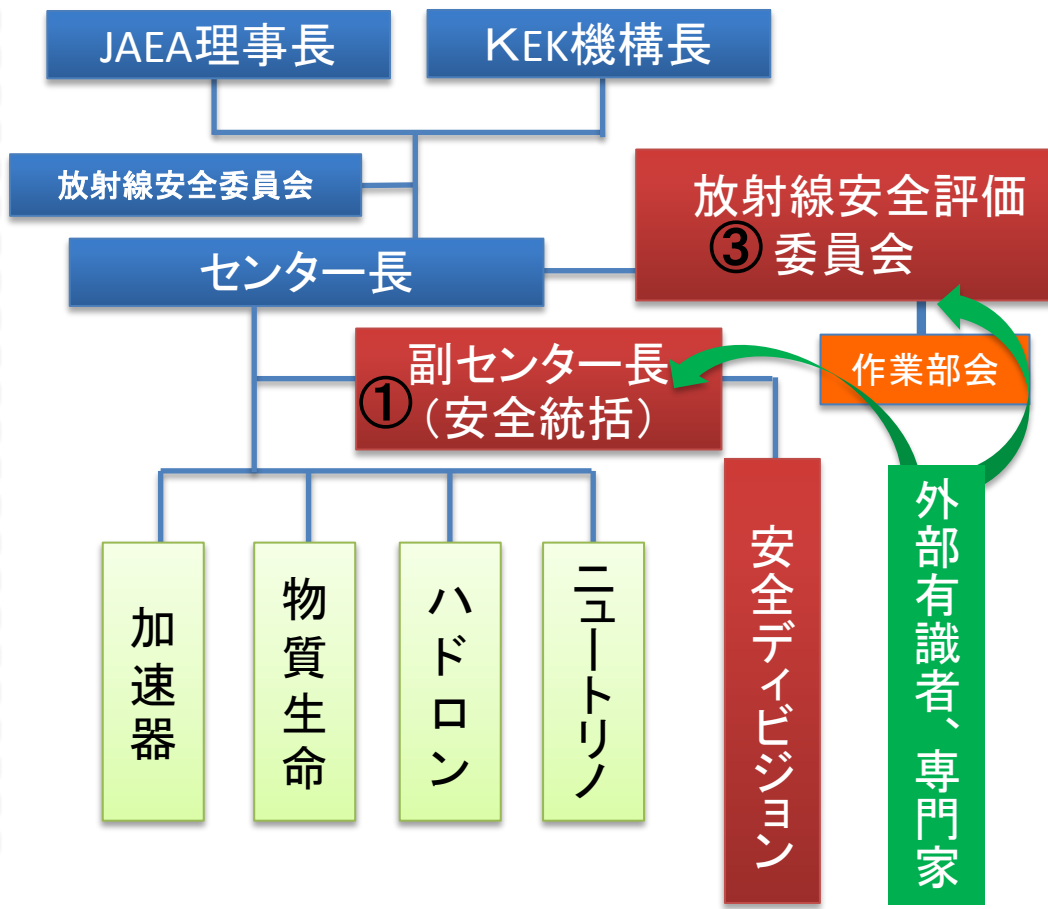 JAEA理事長
KEK機構長
放射線安全委員会
放射線安全評価
③委員会
センター長
作業部会
副センター長
①（安全統括）
加速器
物質生命
ハドロン
ニュートリノ
安全ディビジョン
外部有識者、専門家